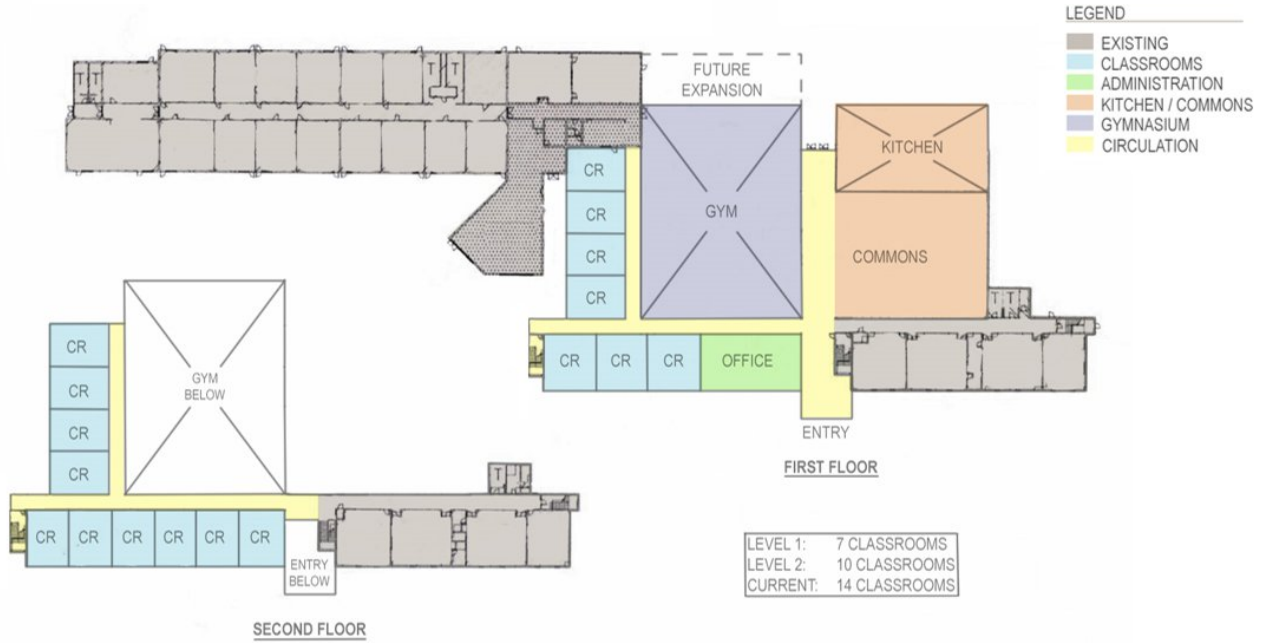 LEGEND
EXISTING
CLASSROOMS
ADMINISTRATION
KITCHEN / COMMONS
GYMNASIUM
CIRCULATION
T T
T T
FUTURE
EXPANSION
KITCHEN
CR
CR
GYM
CR
COMMONS
CR
T T
CR CR CR OFFICE
ENTRY
FIRST FLOOR
CR
CR
GYM
BELOW
CR
CR
T T
CR CR CR CR CR CR
ENTRY
BELOW
SECOND FLOOR
LEVEL 1: 7 CLASSROOMS
LEVEL 2: 10 CLASSROOMS
CURRENT: 14 CLASSROOMS